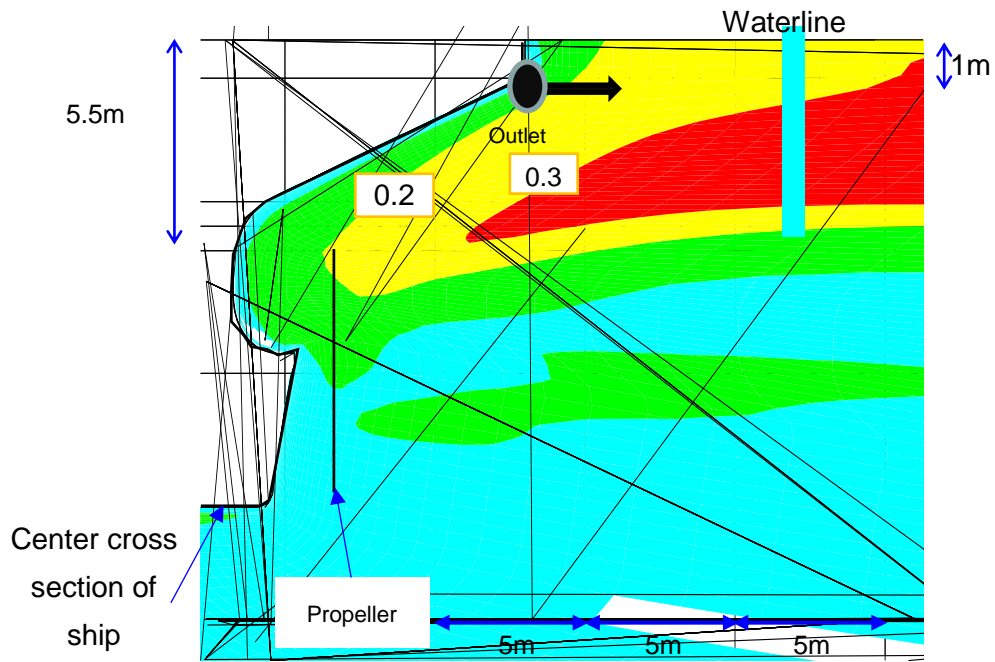 Waterline
1m
5.5m
Outlet
0.3
0.2
Center cross
section of
ship
Propeller
5m
5m
5m